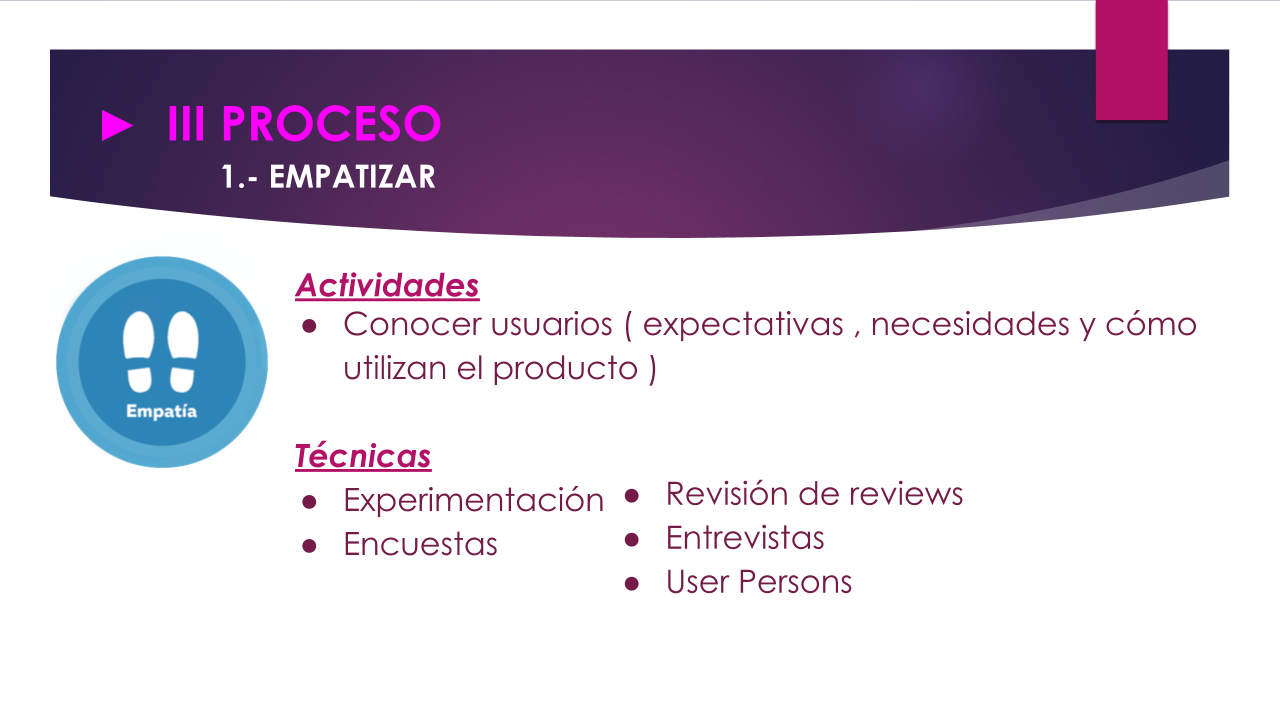 ► III PROCESO
1.- EMPATIZAR
Empatía
Actividades
● Conocer usuarios ( expectativas , necesidades y cómo
utilizan el producto )
Técnicas
● Experimentación
● Encuestas
● Revisión de reviews
● Entrevistas
● User Persons